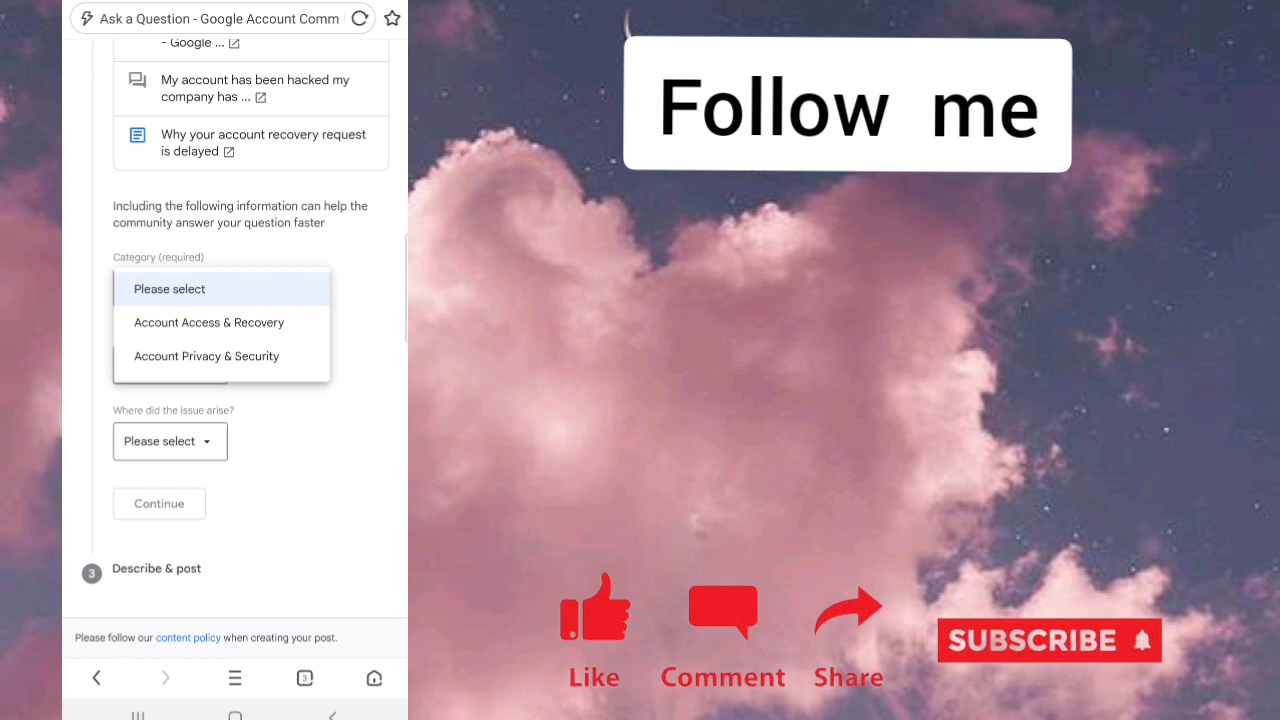 Ask a Question - Google Account Comm
- Google ...
My account has been hacked my
company has ...
Why your account recovery request
is delayed
Including the following information can help the
community answer your question faster
Category (required)
Please select
Account Access & Recovery
Account Privacy & Security
Where did the issue arise?
Please select
Continue
3 Describe & post
Please follow our content policy when creating your post.
3
Follow me
Like Comment Share
SUBSCRIBE